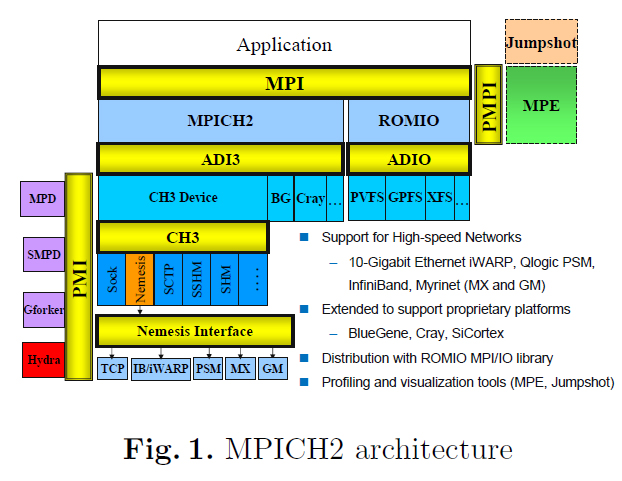 Application
Jumpshot
MPI
PMPI
MPE
MPICH2
ROMIO
ADI3
ADIO
MPD
SMPD
Gforker
Hydra
PMI
CH3 Device
BG
Cray
...
PVFS
GPFS
XFS
...
CH3
Sock
Nemesis
SCTP
SSHM
SHM
.....
Nemesis Interface
TCP
IB/iWARP
PSM
MX
GM
■ Support for High-speed Networks
– 10-Gigabit Ethernet iWARP, Qlogic PSM,
InfiniBand, Myrinet (MX and GM)
■ Extended to support proprietary platforms
– BlueGene, Cray, SiCortex
■ Distribution with ROMIO MPI/IO library
■ Profiling and visualization tools (MPE, Jumpshot)
Fig. 1. MPICH2 architecture